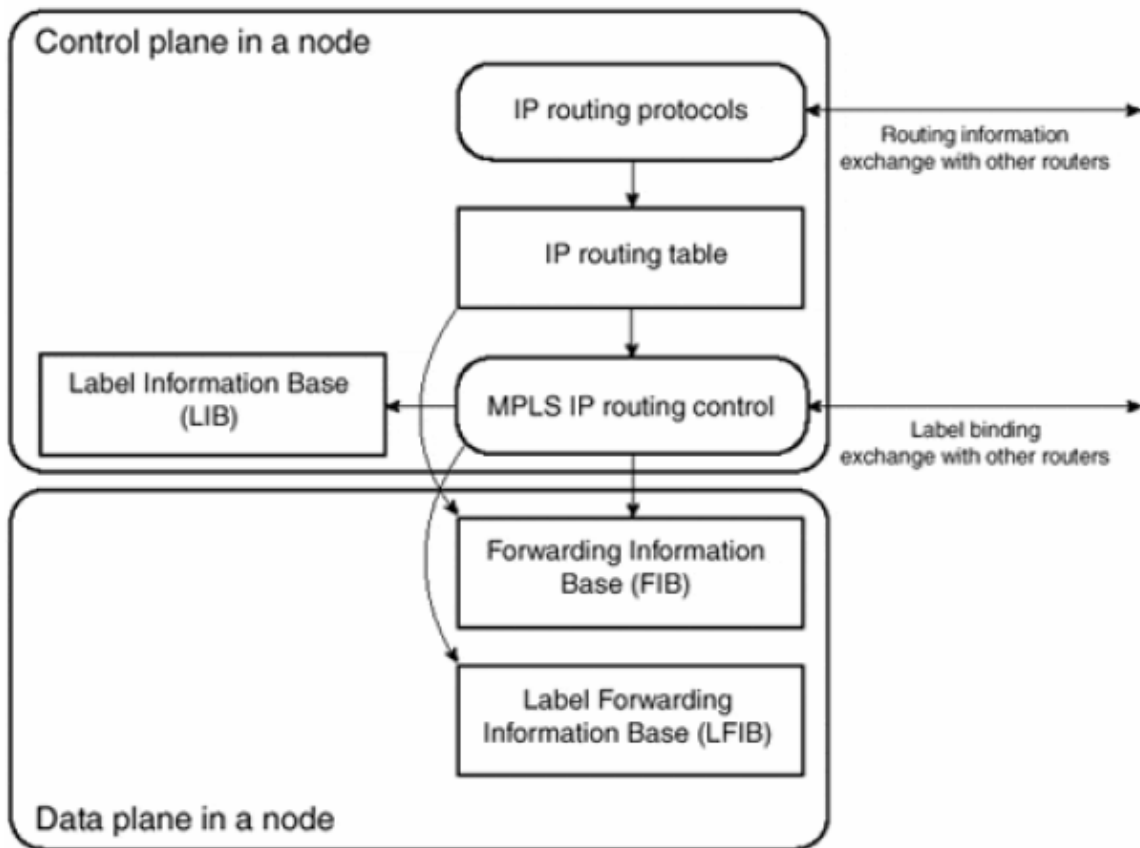 Control plane in a node
IP routing protocols
Routing information
exchange with other routers
IP routing table
Label Information Base
(LIB)
MPLS IP routing control
Label binding
exchange with other routers
Forwarding Information
Base (FIB)
Label Forwarding
Information Base (LFIB)
Data plane in a node